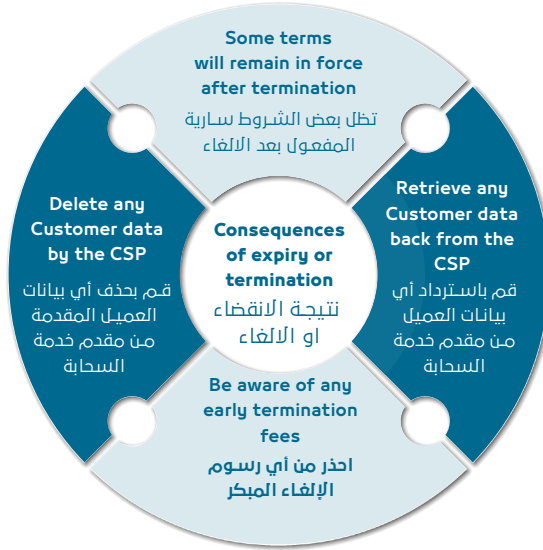 Some terms
will remain in force
after termination
تظل بعض الشروط سارية
المفعول بعد الالغاء
Delete any
Customer data
by the CSP
قم بحذف أي بيانات
العميل المقدمة
من مقدم خدمة
السحابة
Consequences
of expiry or
termination
نتيجة الانقضاء
او الالغاء
Retrieve any
Customer data
back from the
CSP
قم باسترداد أي
بيانات العميل
من مقدم خدمة
السحابة
Be aware of any
early termination
fees
احذر من أي رسوم
الإلغاء المبكر